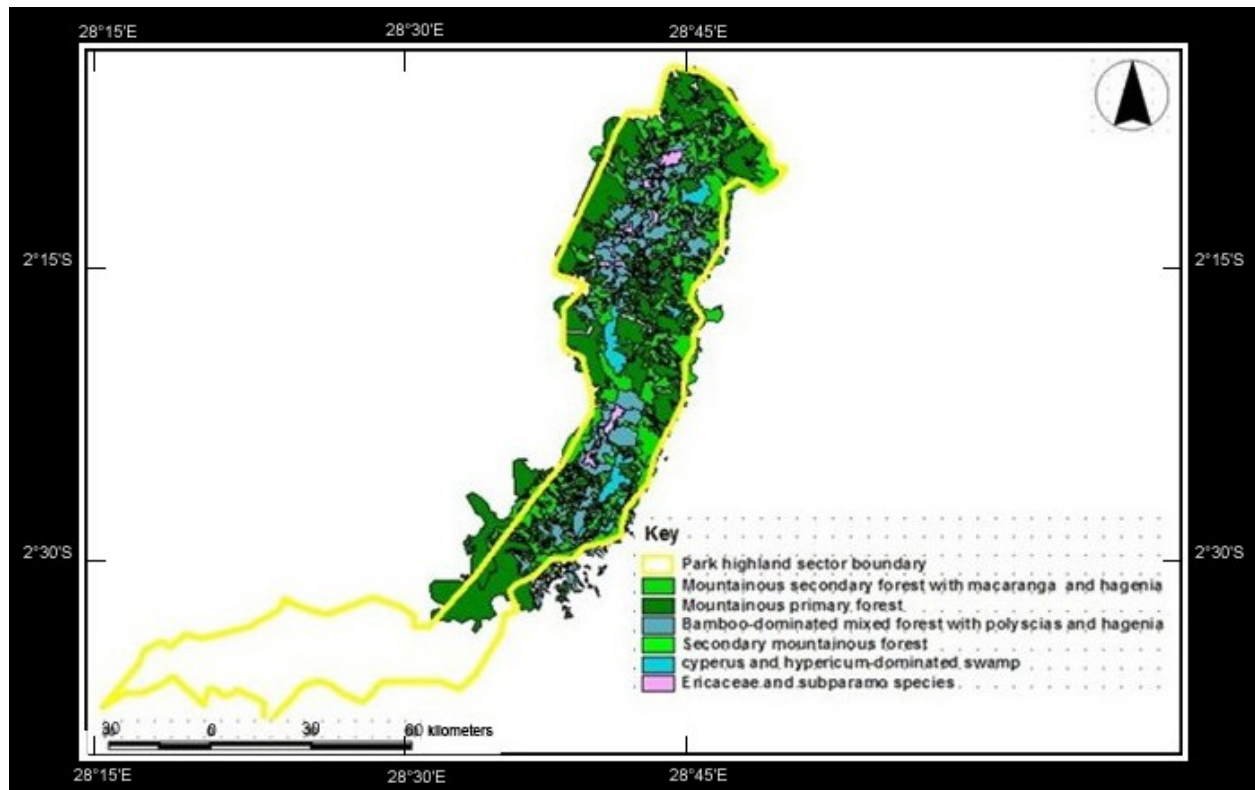 28°15'E 28°30'E 28°45'E
2°15'S 2°15'S
2°30'S 2°30'S
Key
Park highland sector boundary
Mountainous secondary forest with macaranga and hagenia
Mountainous primary forest
Bamboo-dominated mixed forest with polyscias and hagenia
Secondary mountainous forest
cyperus and hypericum-dominated swamp
Ericaceae and subparamo species
30 0 30 60 kilometers
28°15'E 28°30'E 28°45'E